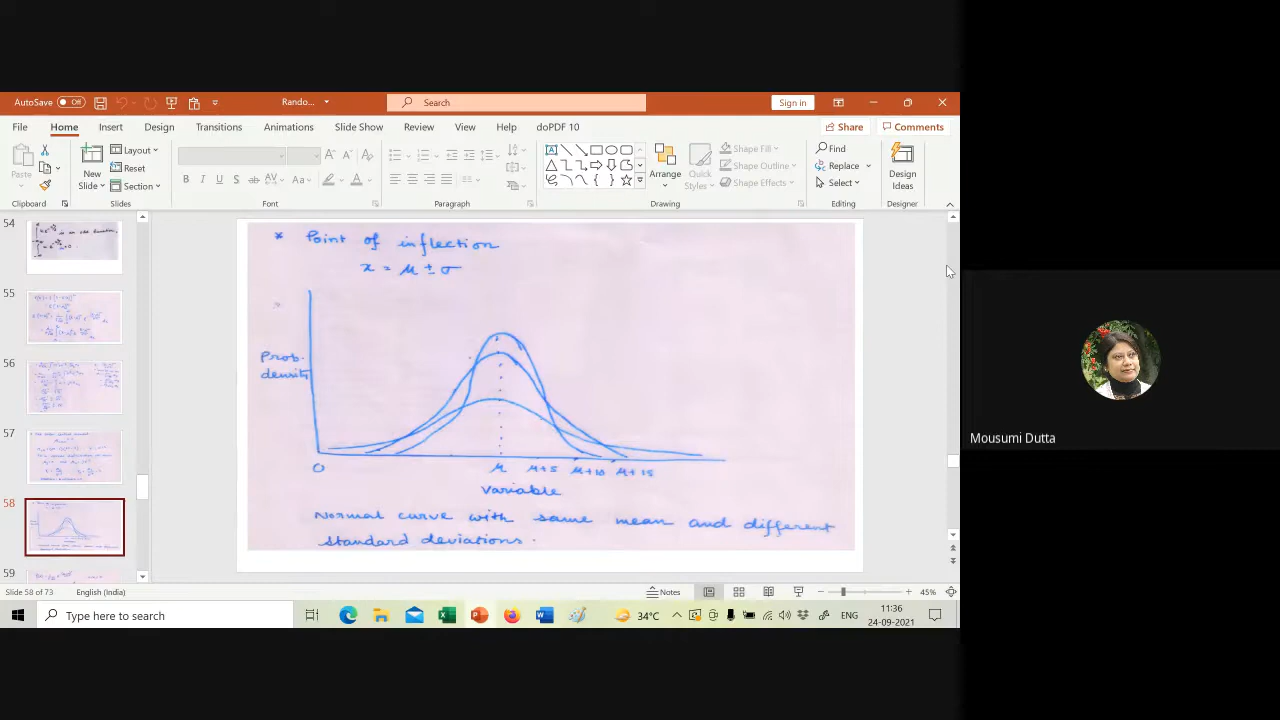 AutoSave Off Rando... Search Sign in
File Home Insert Design Transitions Animations Slide Show Review View Help doPDF 10 Share Comments
Paste New Slide Layout Reset Section Arrange Quick Styles Shape Fill Shape Outline Shape Effects Find Replace Select Design Ideas
Clipboard Slides Font Paragraph Drawing Editing Designer
54
55
56
57
58
59
* Point of inflection
x = μ ± σ
Prob.
density
0 μ μ+5 μ+10 μ+15
variable
Normal curve with same mean and different
standard deviations.
Mousumi Dutta
Slide 58 of 73 English (India) Notes 45%
Type here to search 34°C ENG 11:36
24-09-2021